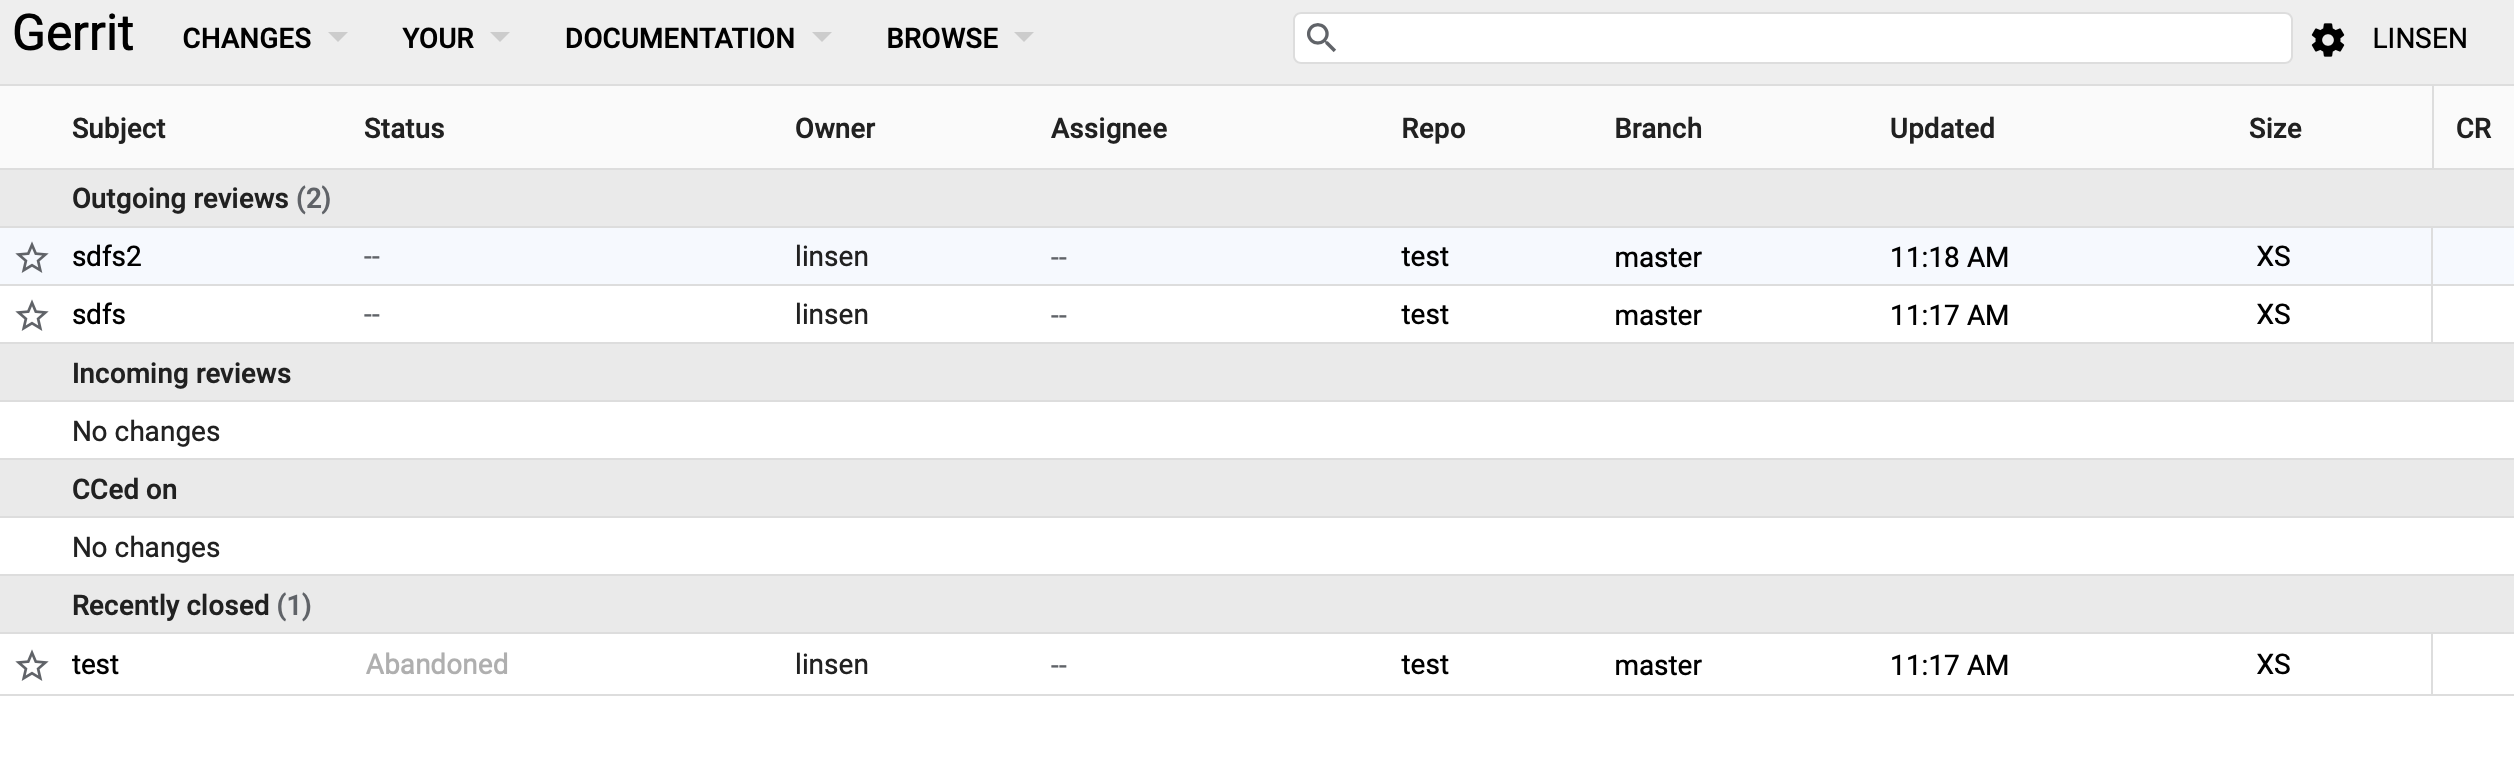 Gerrit CHANGES YOUR DOCUMENTATION BROWSE LINSEN
Subject Status Owner Assignee Repo Branch Updated Size CR
Outgoing reviews (2)
sdfs2 -- linsen -- test master 11:18 AM XS
sdfs -- linsen -- test master 11:17 AM XS
Incoming reviews
No changes
CCed on
No changes
Recently closed (1)
test Abandoned linsen -- test master 11:17 AM XS